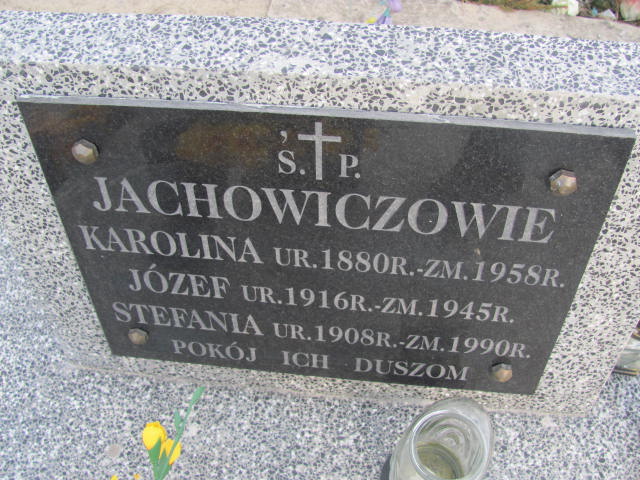 Ś. P.
JACHOWICZOWIE
KAROLINA UR.1880R.-ZM.1958R.
JÓZEF UR.1916R.-ZM.1945R.
STEFANIA UR.1908R.-ZM.1990R.
POKÓJ ICH DUSZOM